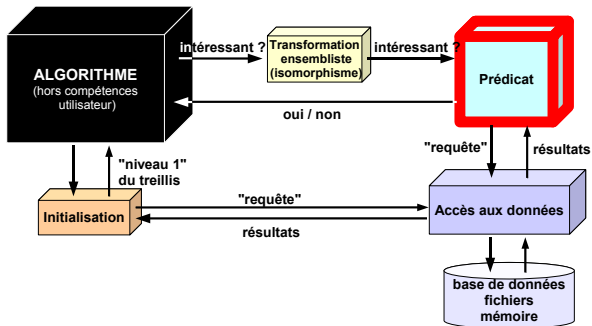 intéressant ?
Transformation
ensembliste
(isomorphisme)
intéressant ?
ALGORITHME
(hors compétences
utilisateur)
Prédicat
oui / non
"requête"
résultats
"niveau 1"
du treillis
Initialisation
"requête"
résultats
Accès aux données
base de données
fichiers
mémoire